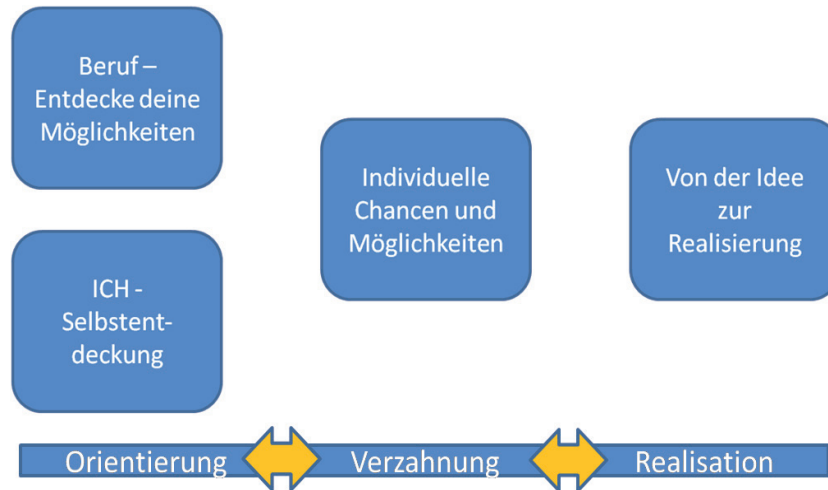 Beruf –
Entdecke deine
Möglichkeiten
ICH -
Selbstent-
deckung
Individuelle
Chancen und
Möglichkeiten
Von der Idee
zur
Realisierung
Orientierung
Verzahnung
Realisation